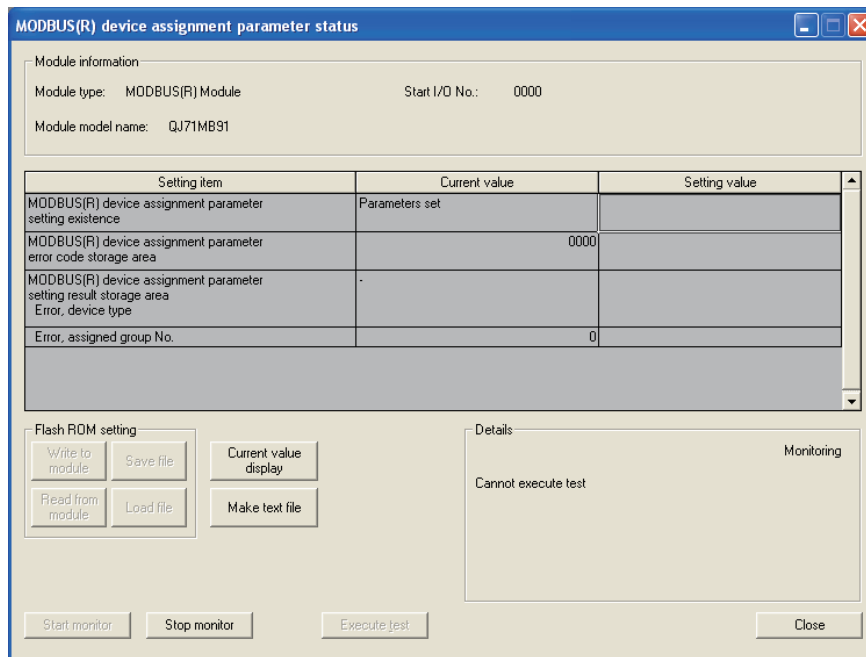 MODBUS(R) device assignment parameter status
Module information
Module type: MODBUS(R) Module Start I/O No.: 0000
Module model name: QJ71MB91
Setting item Current value Setting value
MODBUS(R) device assignment parameter Parameters set
setting existence
MODBUS(R) device assignment parameter 0000
error code storage area
MODBUS(R) device assignment parameter -
setting result storage area
Error, device type
Error, assigned group No. 0
Flash ROM setting
Write to
module
Save file
Current value
display
Read from
module
Load file
Make text file
Details
Monitoring
Cannot execute test
Start monitor Stop monitor Execute test Close